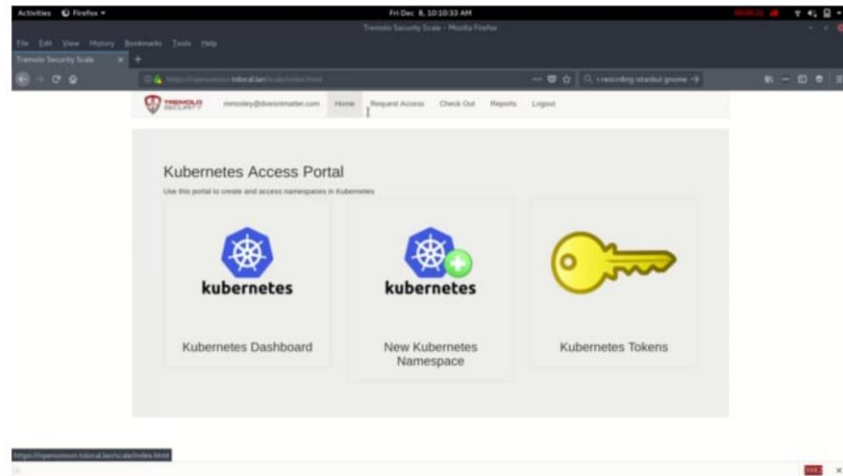 Activities Firefox
Fri Dec 8, 10:10:33 AM
Tremolo Security Scale - Mozilla Firefox
File Edit View History Bookmarks Tools Help
Tremolo Security Scale
TREMOLO
SECURITY
mmosley@doesntmatter.com Home Request Access Check Out Reports Logout
Kubernetes Access Portal
Use this portal to create and access namespaces in Kubernetes
kubernetes
kubernetes
Kubernetes Dashboard
New Kubernetes
Namespace
Kubernetes Tokens